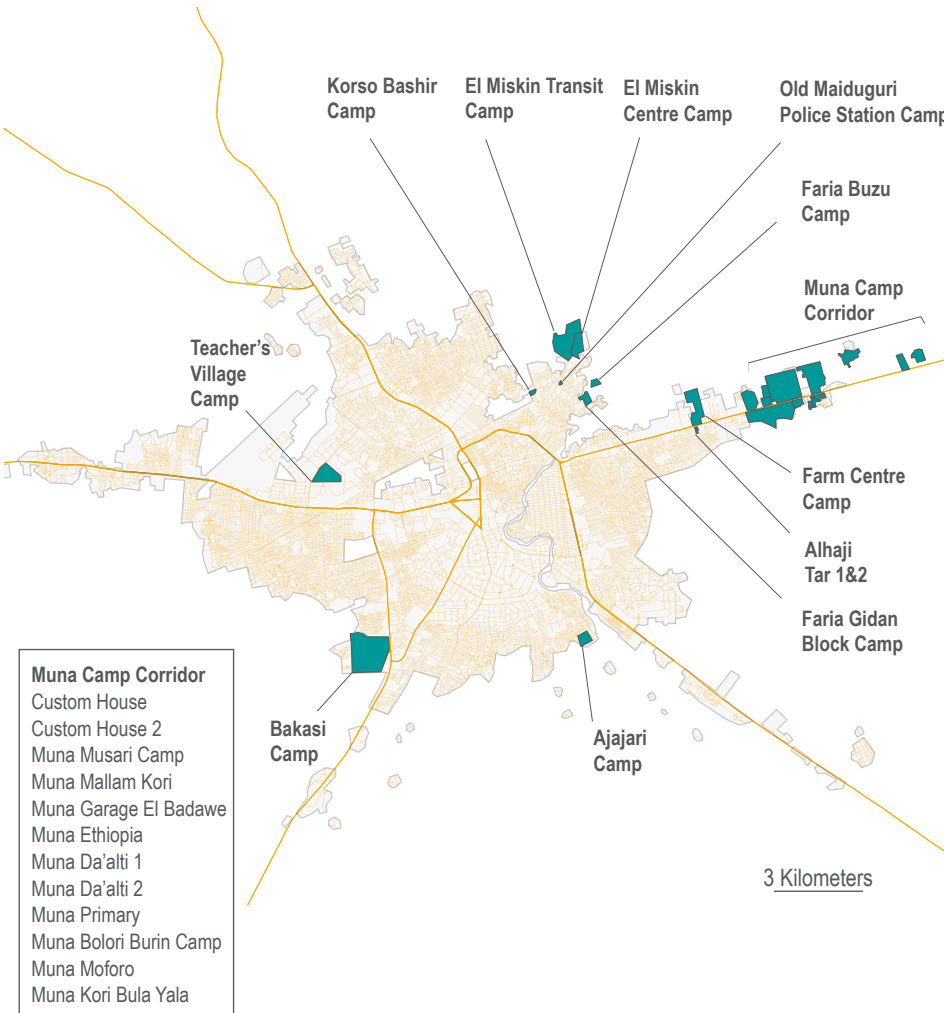 Korso Bashir
Camp
El Miskin Transit
Camp
El Miskin
Centre Camp
Old Maiduguri
Police Station Camp
Faria Buzu
Camp
Muna Camp
Corridor
Teacher's
Village
Camp
Farm Centre
Camp
Alhaji
Tar 1&2
Faria Gidan
Block Camp
Bakasi
Camp
Ajajari
Camp
3 Kilometers
Muna Camp Corridor
Custom House
Custom House 2
Muna Musari Camp
Muna Mallam Kori
Muna Garage El Badawe
Muna Ethiopia
Muna Da'alti 1
Muna Da'alti 2
Muna Primary
Muna Bolori Burin Camp
Muna Moforo
Muna Kori Bula Yala